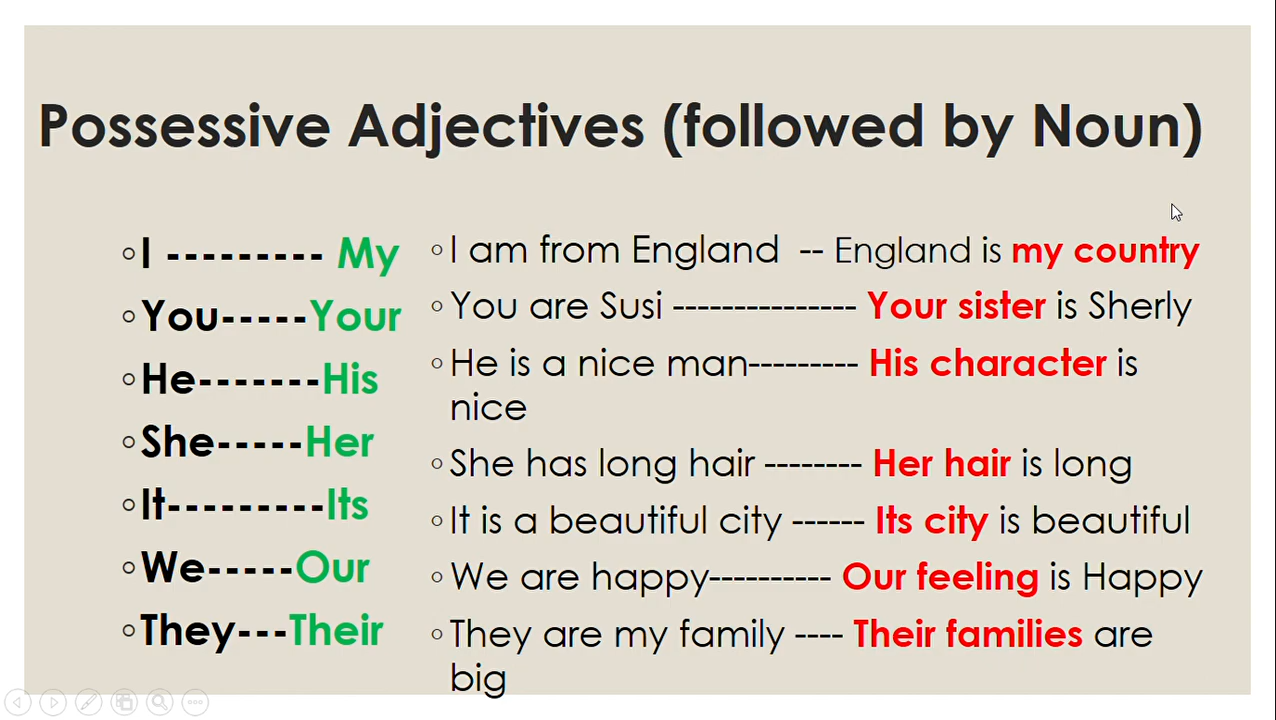 Possessive Adjectives (followed by Noun)
◦I --------- My
◦You-----Your
◦He-------His
◦She-----Her
◦It---------Its
◦We-----Our
◦They---Their
◦I am from England -- England is my country
◦You are Susi --------------- Your sister is Sherly
◦He is a nice man--------- His character is
nice
◦She has long hair -------- Her hair is long
◦It is a beautiful city ------ Its city is beautiful
◦We are happy---------- Our feeling is Happy
◦They are my family ---- Their families are
big